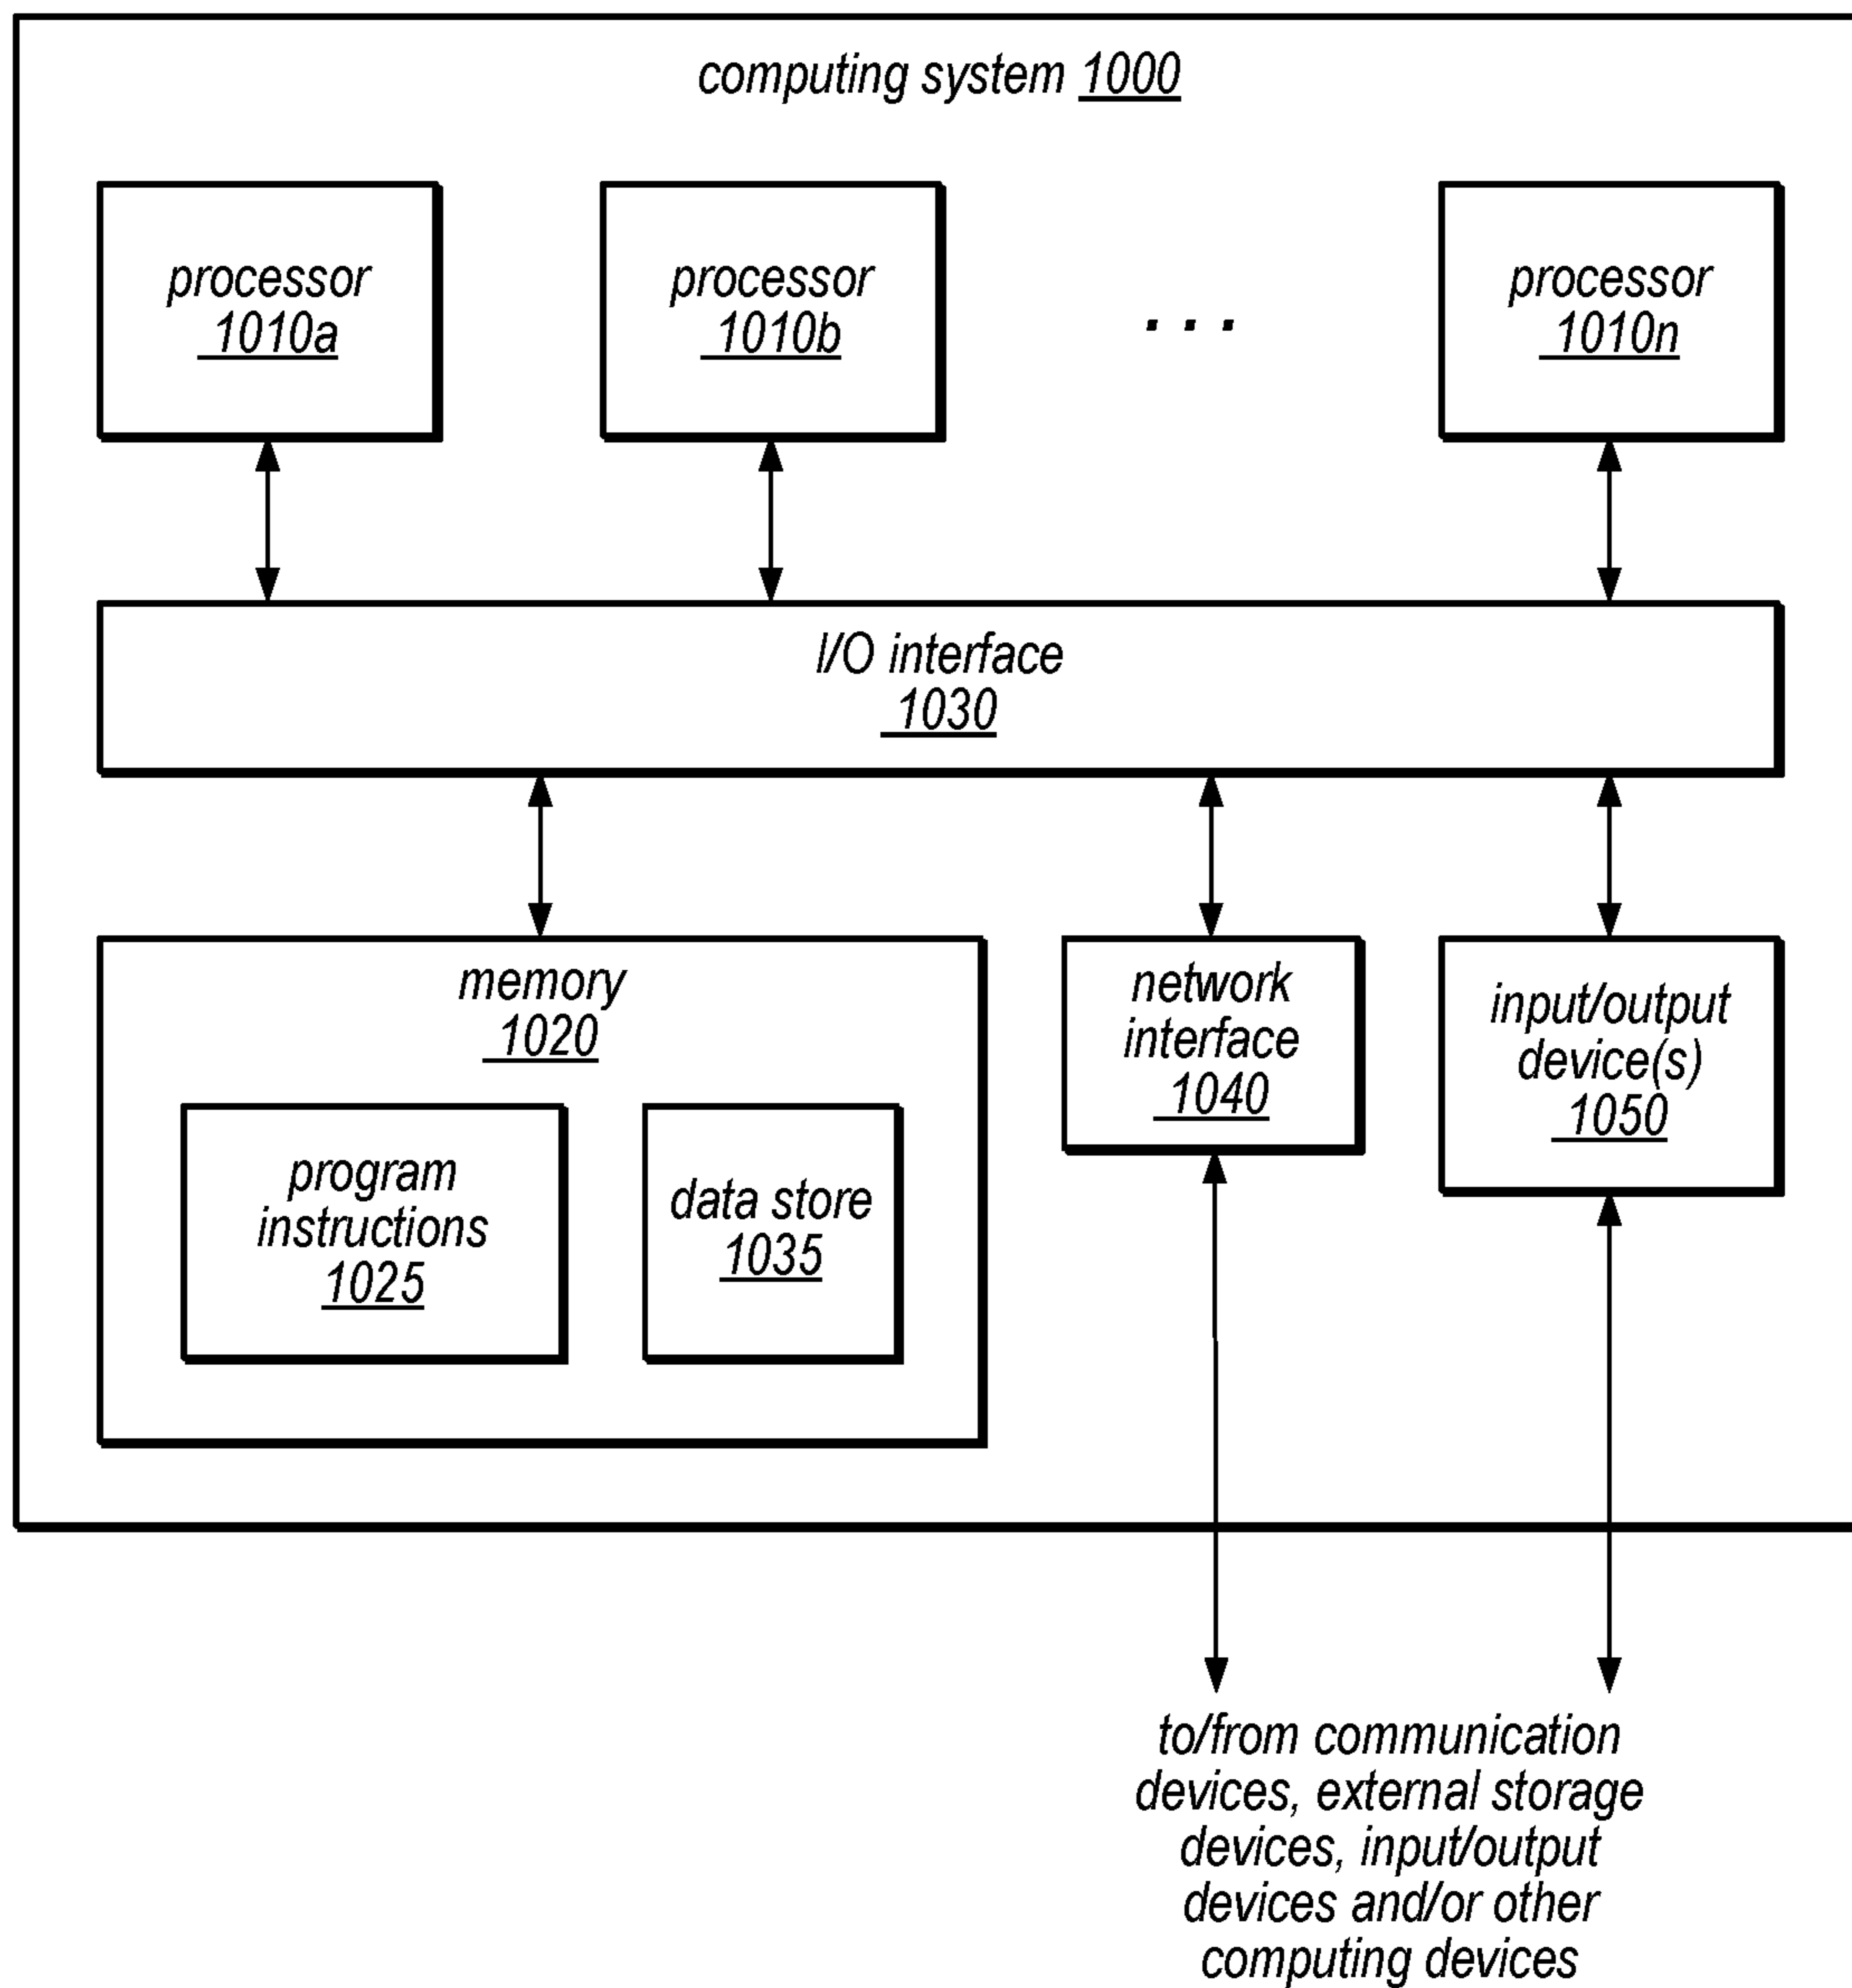 computing system 1000
processor
1010a
processor
1010b
. . .
processor
1010n
I/O interface
1030
memory
1020
program
instructions
1025
data store
1035
network
interface
1040
input/output
device(s)
1050
to/from communication
devices, external storage
devices, input/output
devices and/or other
computing devices